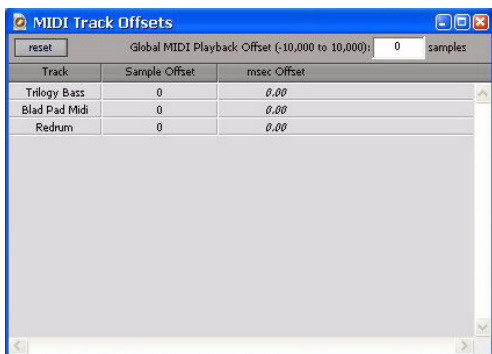 MIDI Track Offsets
reset Global MIDI Playback Offset (-10,000 to 10,000): 0 samples
Track Sample Offset msec Offset
Trilogy Bass 0 0.00
Blad Pad Midi 0 0.00
Redrum 0 0.00